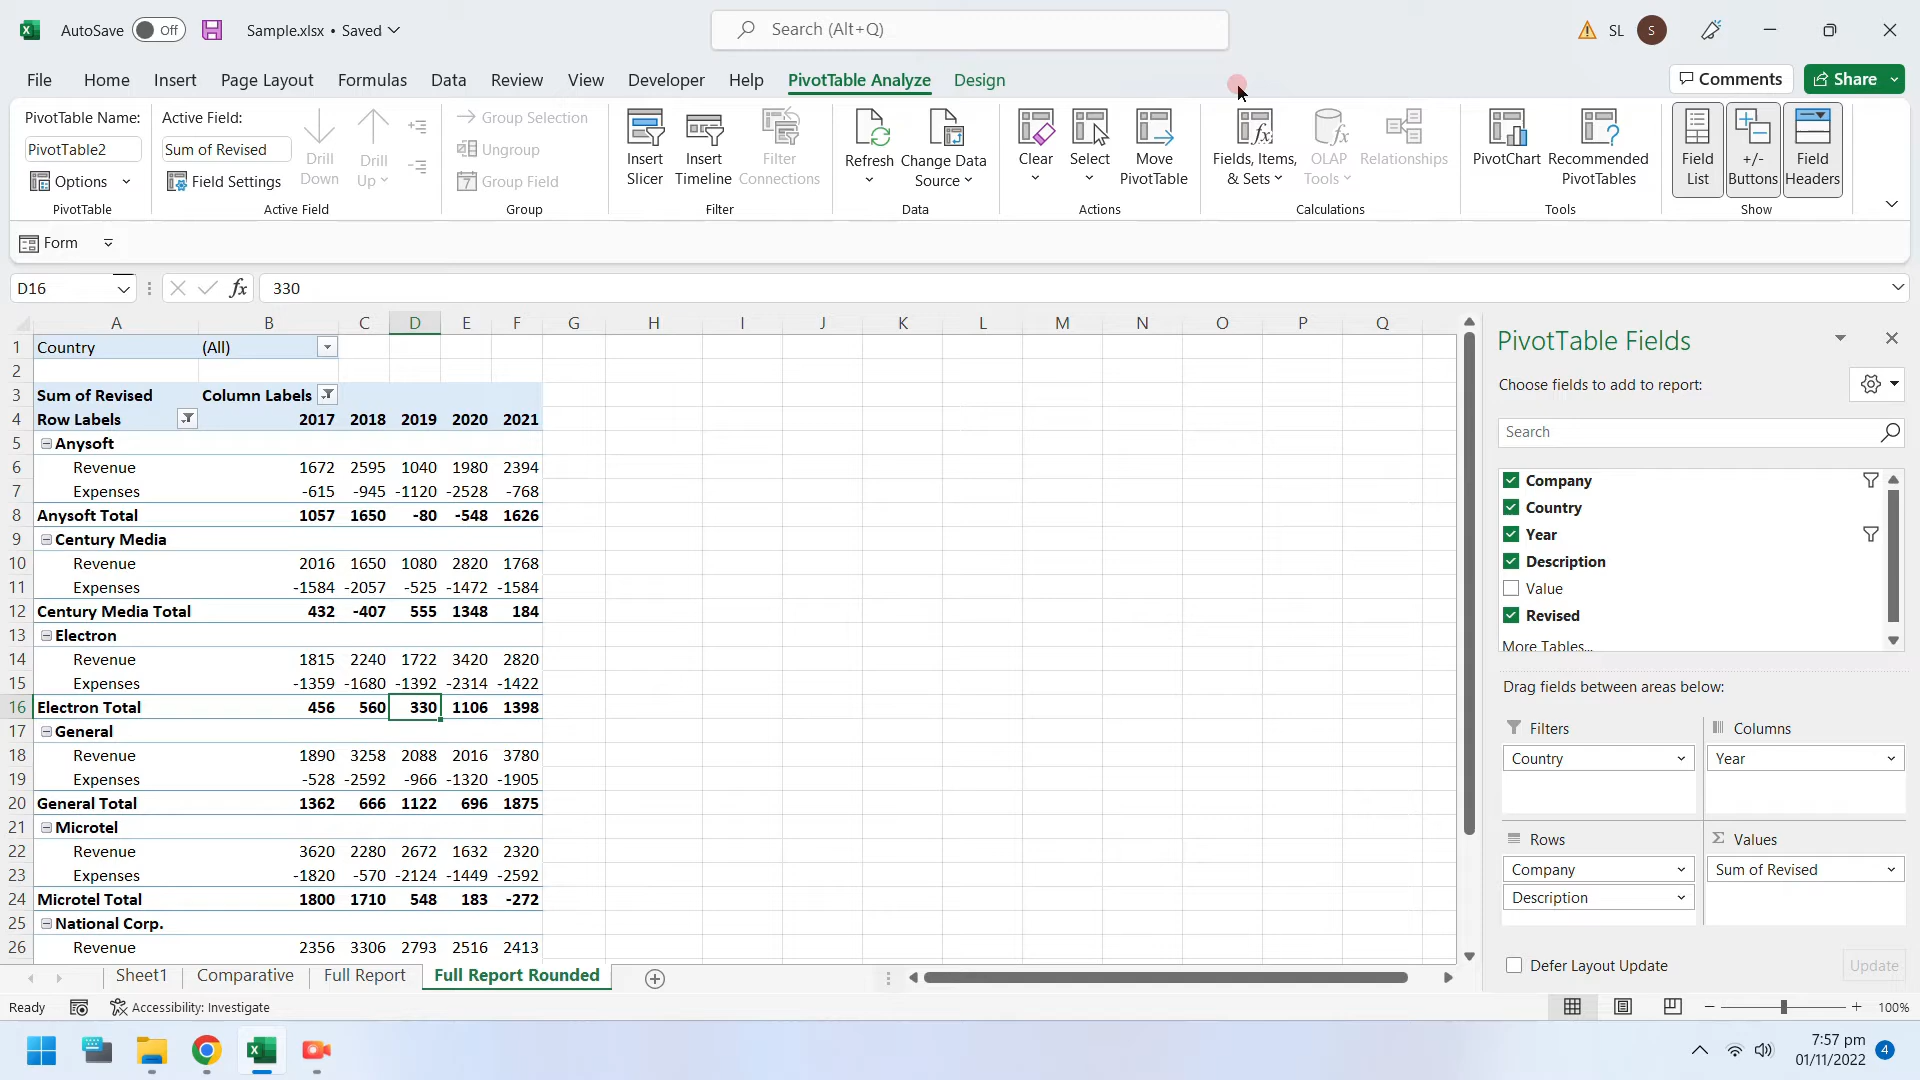 AutoSave Off Sample.xlsx • Saved Search (Alt+Q) SL S
File Home Insert Page Layout Formulas Data Review View Developer Help PivotTable Analyze Design Comments Share
PivotTable Name:
PivotTable2
Options
PivotTable
Active Field:
Sum of Revised
Field Settings
Drill Down
Drill Up
Active Field
Group Selection
Ungroup
Group Field
Group
Insert Slicer
Insert Timeline
Filter Connections
Filter
Refresh
Change Data Source
Data
Clear
Select
Move PivotTable
Actions
Fields, Items, & Sets
OLAP Tools
Relationships
Calculations
PivotChart
Recommended PivotTables
Tools
Field List
+/- Buttons
Field Headers
Show
Form
D16 fx 330
A B C D E F G H I J K L M N O P Q
1 Country (All)
2
3 Sum of Revised Column Labels
4 Row Labels 2017 2018 2019 2020 2021
5 Anysoft
6 Revenue 1672 2595 1040 1980 2394
7 Expenses -615 -945 -1120 -2528 -768
8 Anysoft Total 1057 1650 -80 -548 1626
9 Century Media
10 Revenue 2016 1650 1080 2820 1768
11 Expenses -1584 -2057 -525 -1472 -1584
12 Century Media Total 432 -407 555 1348 184
13 Electron
14 Revenue 1815 2240 1722 3420 2820
15 Expenses -1359 -1680 -1392 -2314 -1422
16 Electron Total 456 560 330 1106 1398
17 General
18 Revenue 1890 3258 2088 2016 3780
19 Expenses -528 -2592 -966 -1320 -1905
20 General Total 1362 666 1122 696 1875
21 Microtel
22 Revenue 3620 2280 2672 1632 2320
23 Expenses -1820 -570 -2124 -1449 -2592
24 Microtel Total 1800 1710 548 183 -272
25 National Corp.
26 Revenue 2356 3306 2793 2516 2413
PivotTable Fields
Choose fields to add to report:
Search
Company
Country
Year
Description
Value
Revised
More Tables...
Drag fields between areas below:
Filters
Country
Columns
Year
Rows
Company
Description
Σ Values
Sum of Revised
Defer Layout Update Update
Sheet1 Comparative Full Report Full Report Rounded
Ready Accessibility: Investigate 100%
7:57 pm
01/11/2022
4